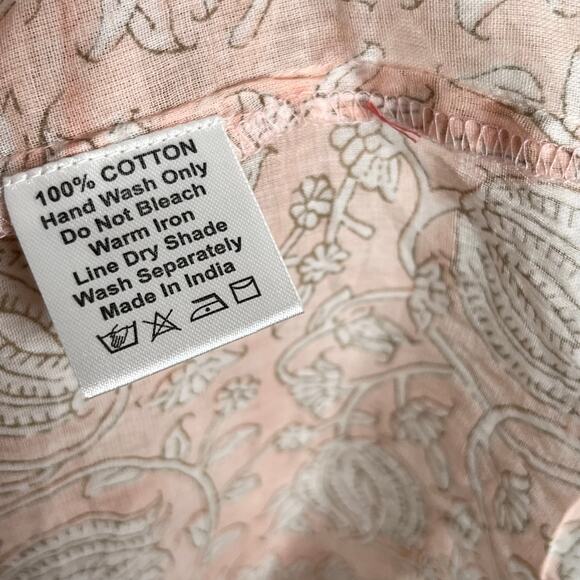 100% COTTON
Hand Wash Only
Do Not Bleach
Warm Iron
Line Dry Shade
Wash Separately
Made In India